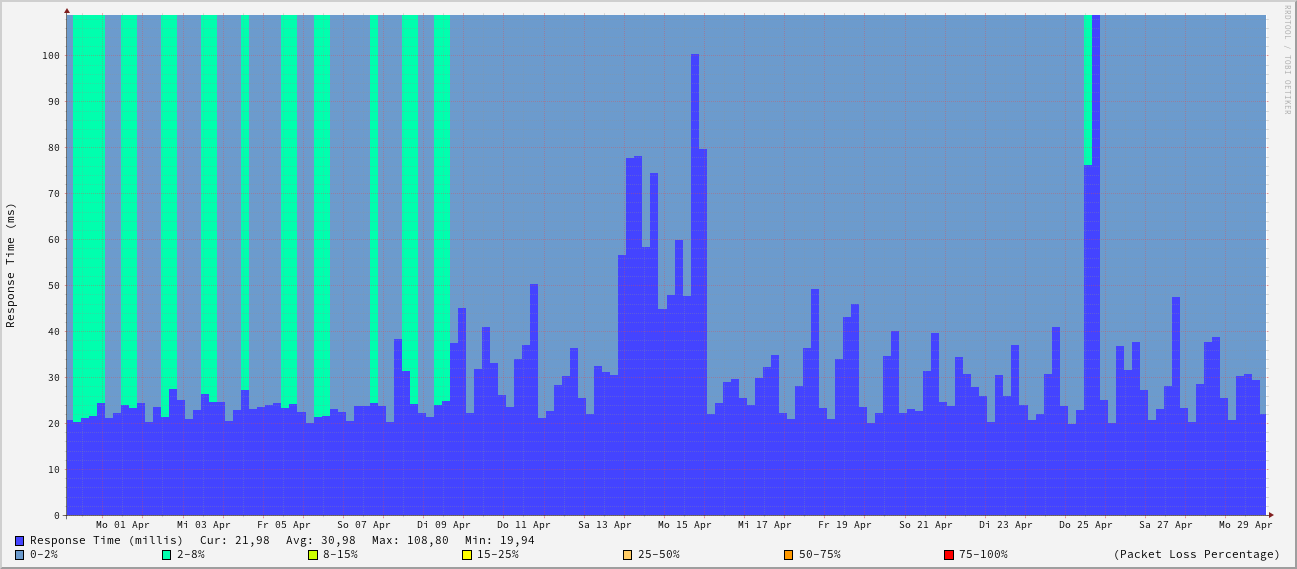 RRDTOOL / TOBI OETIKER
Response Time (ms)
100
90
80
70
60
50
40
30
20
10
0
Mo 01 Apr Mi 03 Apr Fr 05 Apr So 07 Apr Di 09 Apr Do 11 Apr Sa 13 Apr Mo 15 Apr Mi 17 Apr Fr 19 Apr So 21 Apr Di 23 Apr Do 25 Apr Sa 27 Apr Mo 29 Apr
Response Time (millis) Cur: 21,98 Avg: 30,98 Max: 108,80 Min: 19,94
0-2% 2-8% 8-15% 15-25% 25-50% 50-75% 75-100% (Packet Loss Percentage)